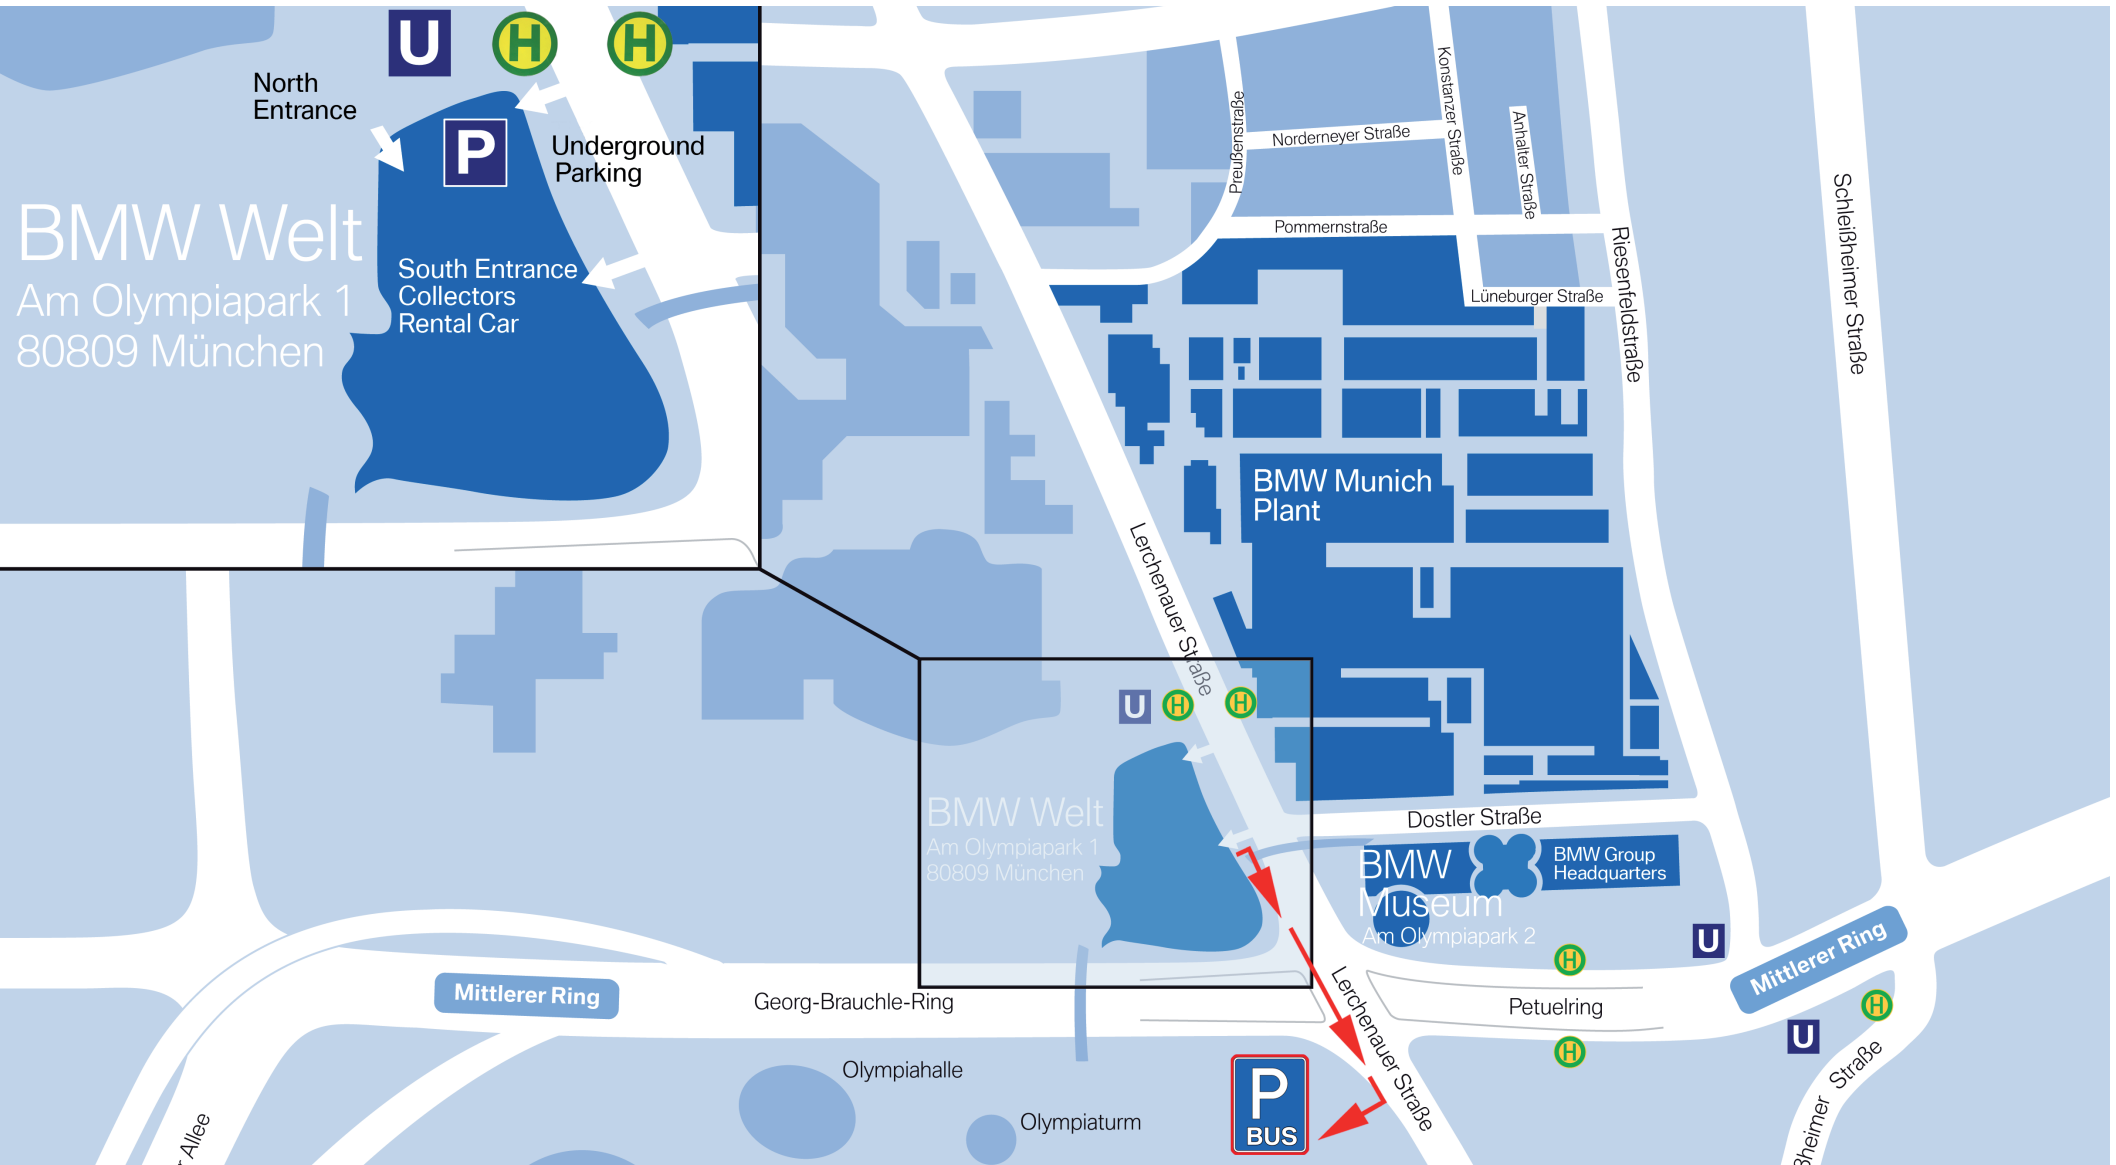 U
H
H
North
Entrance
P
Underground
Parking
BMW Welt
Am Olympiapark 1
80809 München
South Entrance
Collectors
Rental Car
Preußenstraße
Norderneyer Straße
Konstanzer Straße
Anhalter Straße
Pommernstraße
Lüneburger Straße
Riesenfeldstraße
Schleißheimer Straße
BMW Munich
Plant
Lerchenauer Straße
U
H
H
BMW Welt
Am Olympiapark 1
80809 München
Dostler Straße
BMW
Museum
Am Olympiapark 2
BMW Group
Headquarters
U
H
Mittlerer Ring
Mittlerer Ring
Georg-Brauchle-Ring
Lerchenauer Straße
Petuelring
H
U
H
Straße
ßheimer
Olympiahalle
Olympiaturm
P
BUS
r Allee